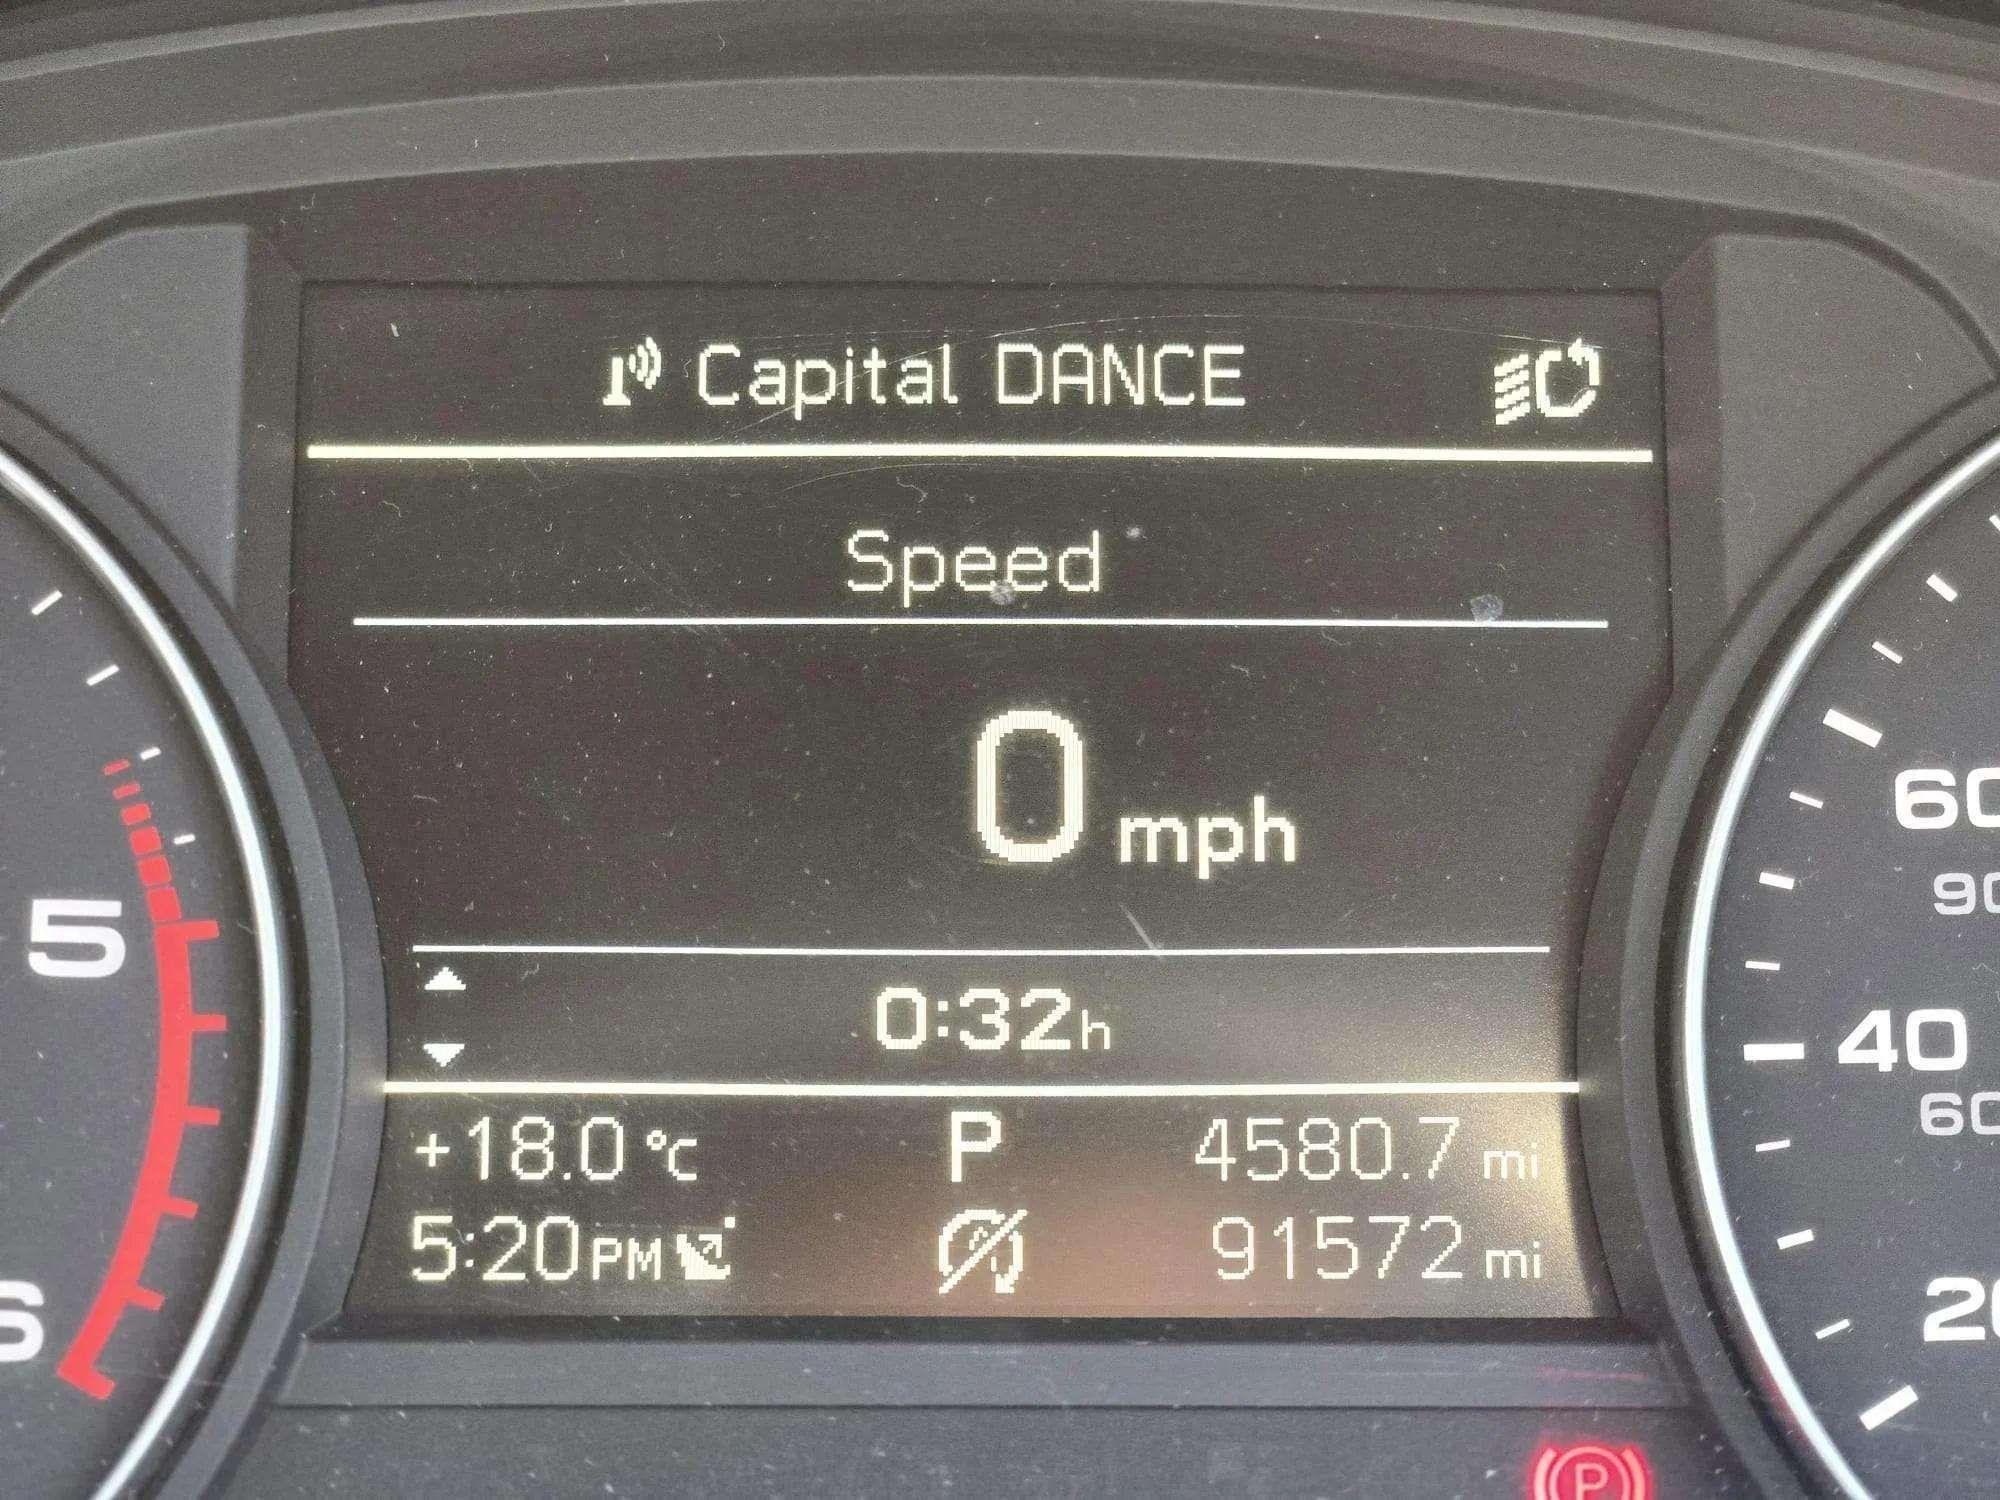 Capital DANCE
Speed
0 mph
0:32h
+18.0 °C P 4580.7 mi
5:20PM 91572 mi
5
6
60
90
40
60
20
P